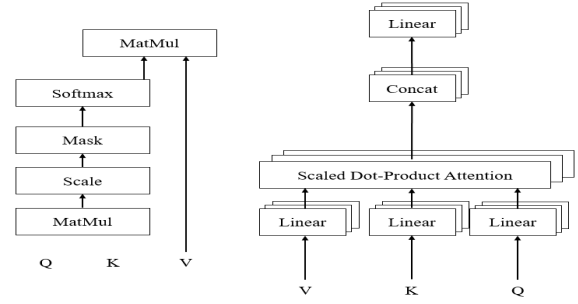 MatMul
Softmax
Mask
Scale
MatMul
Q K V
Linear
Concat
Scaled Dot-Product Attention
Linear Linear Linear
V K Q